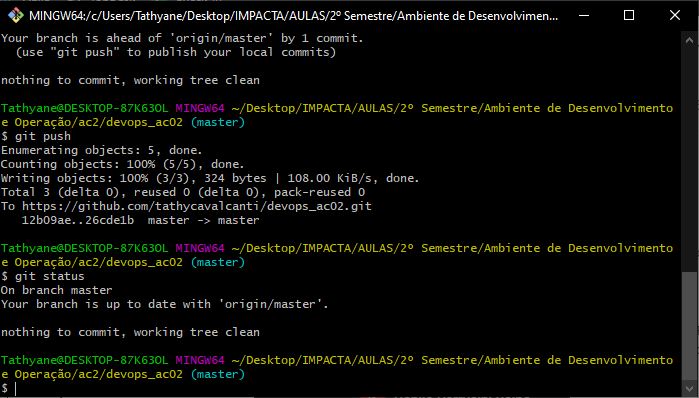 MINGW64:/c/Users/Tathyane/Desktop/IMPACTA/AULAS/2º Semestre/Ambiente de Desenvolvimen...
Your branch is ahead of 'origin/master' by 1 commit.
  (use "git push" to publish your local commits)

nothing to commit, working tree clean

Tathyane@DESKTOP-87K63OL MINGW64 ~/Desktop/IMPACTA/AULAS/2º Semestre/Ambiente de Desenvolvimento
e Operação/ac2/devops_ac02 (master)
$ git push
Enumerating objects: 5, done.
Counting objects: 100% (5/5), done.
Writing objects: 100% (3/3), 324 bytes | 108.00 KiB/s, done.
Total 3 (delta 0), reused 0 (delta 0), pack-reused 0
To https://github.com/tathycavalcanti/devops_ac02.git
   12b09ae..26cde1b  master -> master

Tathyane@DESKTOP-87K63OL MINGW64 ~/Desktop/IMPACTA/AULAS/2º Semestre/Ambiente de Desenvolvimento
e Operação/ac2/devops_ac02 (master)
$ git status
On branch master
Your branch is up to date with 'origin/master'.

nothing to commit, working tree clean

Tathyane@DESKTOP-87K63OL MINGW64 ~/Desktop/IMPACTA/AULAS/2º Semestre/Ambiente de Desenvolvimento
e Operação/ac2/devops_ac02 (master)
$